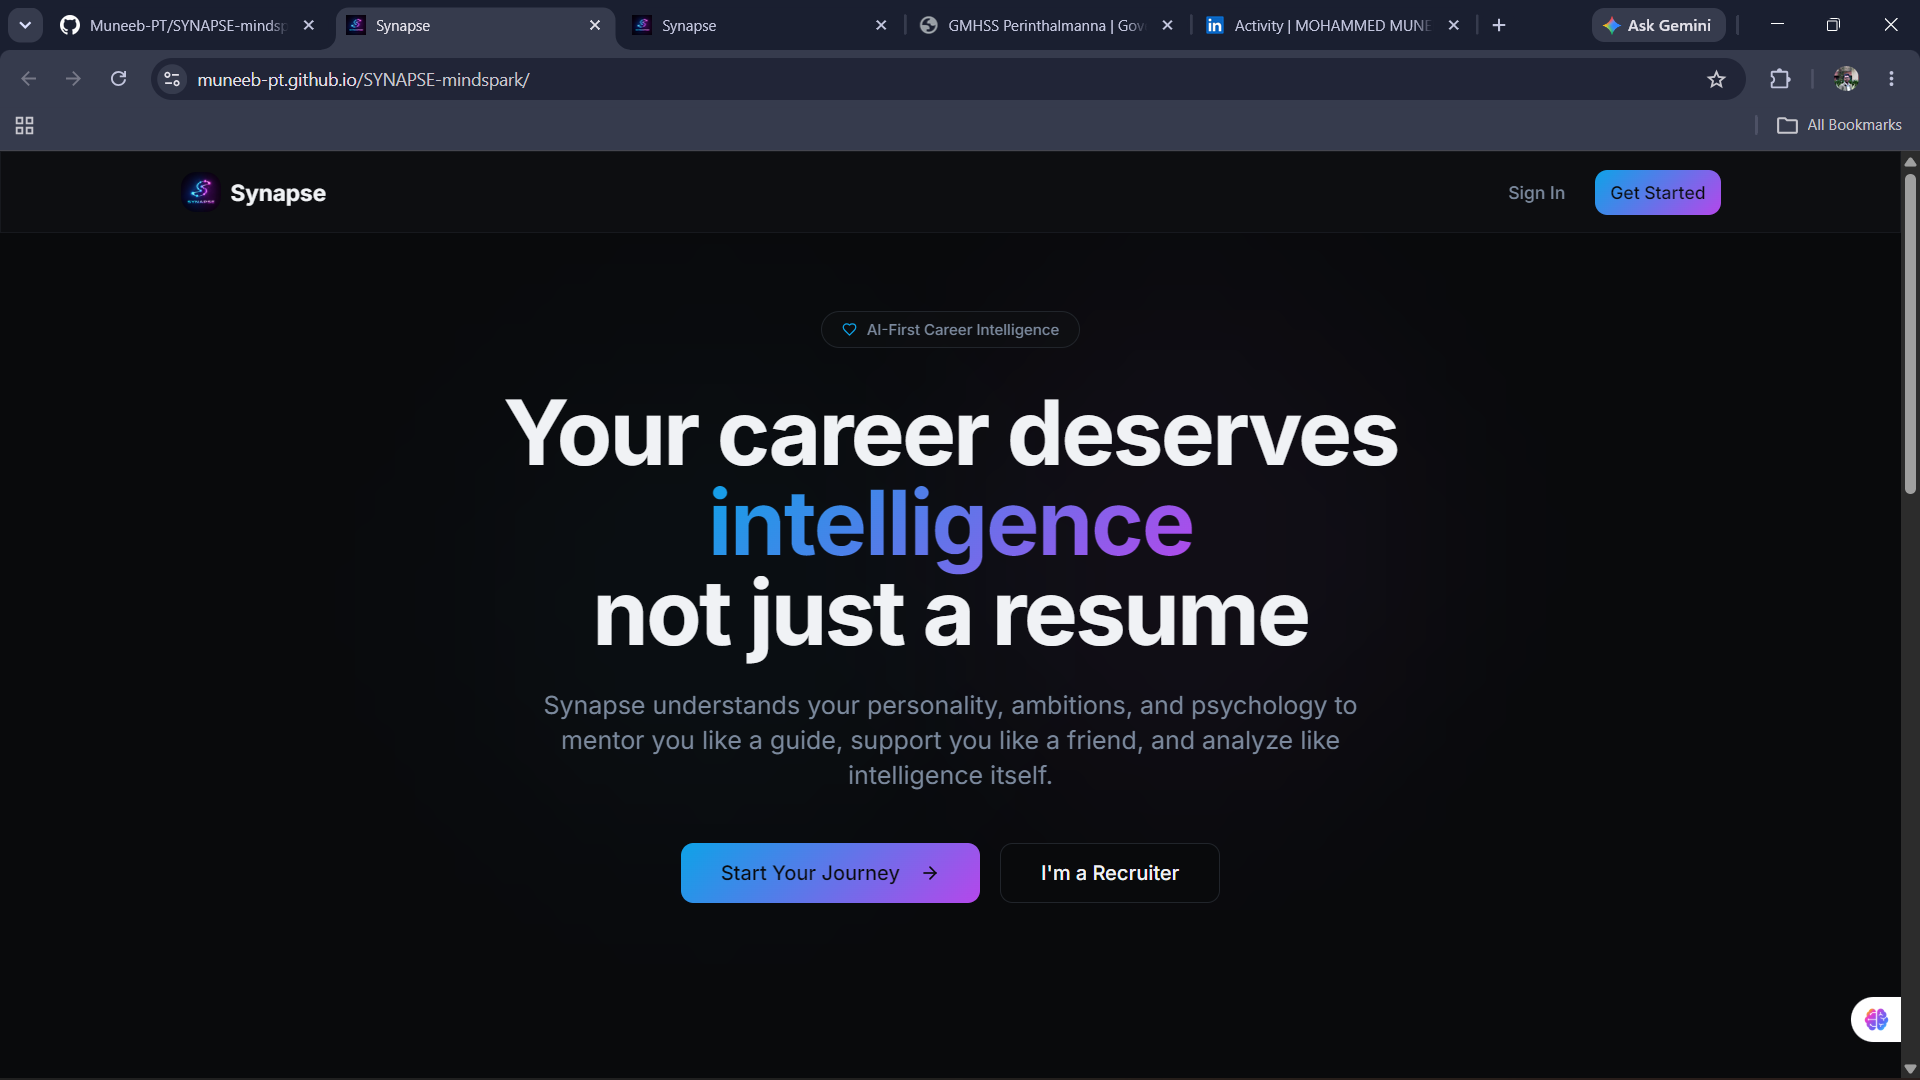 Muneeb-PT/SYNAPSE-mindsp
Synapse
Synapse
GMHSS Perinthalmanna | Gov
in Activity | MOHAMMED MUNE
Ask Gemini
muneeb-pt.github.io/SYNAPSE-mindspark/
All Bookmarks
SYNAPSE
Synapse
Sign In
Get Started
AI-First Career Intelligence
Your career deserves
intelligence
not just a resume
Synapse understands your personality, ambitions, and psychology to
mentor you like a guide, support you like a friend, and analyze like
intelligence itself.
Start Your Journey →
I'm a Recruiter